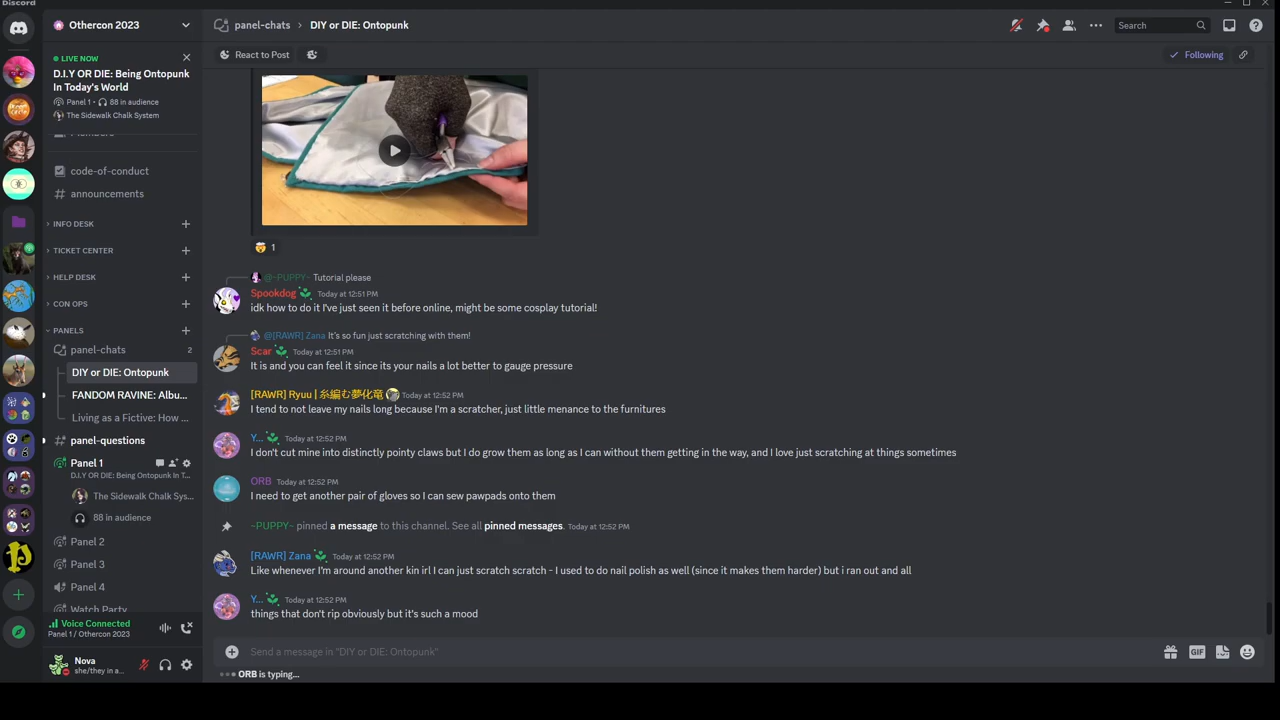 Discord
Othercon 2023
panel-chats
DIY or DIE: Ontopunk
Search
LIVE NOW
D.I.Y OR DIE: Being Ontopunk
In Today's World
Panel 1 • 88 in audience
The Sidewalk Chalk System
React to Post
Following
code-of-conduct
announcements
INFO DESK
TICKET CENTER
HELP DESK
CON OPS
PANELS
panel-chats
2
DIY or DIE: Ontopunk
FANDOM RAVINE: Albu...
Living as a Fictive: How ...
panel-questions
Panel 1
D.I.Y OR DIE: Being Ontopunk In T...
The Sidewalk Chalk Sys...
88 in audience
Panel 2
Panel 3
Panel 4
Watch Party
Voice Connected
Panel 1 / Othercon 2023
Nova
she/they in a...
1
@~PUPPY~ Tutorial please
Spookdog Today at 12:51 PM
idk how to do it I've just seen it before online, might be some cosplay tutorial!
@[RAWR] Zana It's so fun just scratching with them!
Scar Today at 12:51 PM
It is and you can feel it since its your nails a lot better to gauge pressure
[RAWR] Ryuu | 糸編む夢化竜 Today at 12:52 PM
I tend to not leave my nails long because I'm a scratcher, just little menance to the furnitures
Y... Today at 12:52 PM
I don't cut mine into distinctly pointy claws but I do grow them as long as I can without them getting in the way, and I love just scratching at things sometimes
ORB Today at 12:52 PM
I need to get another pair of gloves so I can sew pawpads onto them
~PUPPY~ pinned a message to this channel. See all pinned messages. Today at 12:52 PM
[RAWR] Zana Today at 12:52 PM
Like whenever I'm around another kin irl I can just scratch scratch - I used to do nail polish as well (since it makes them harder) but i ran out and all
Y... Today at 12:52 PM
things that don't rip obviously but it's such a mood
Send a message in "DIY or DIE: Ontopunk"
GIF
ORB is typing...